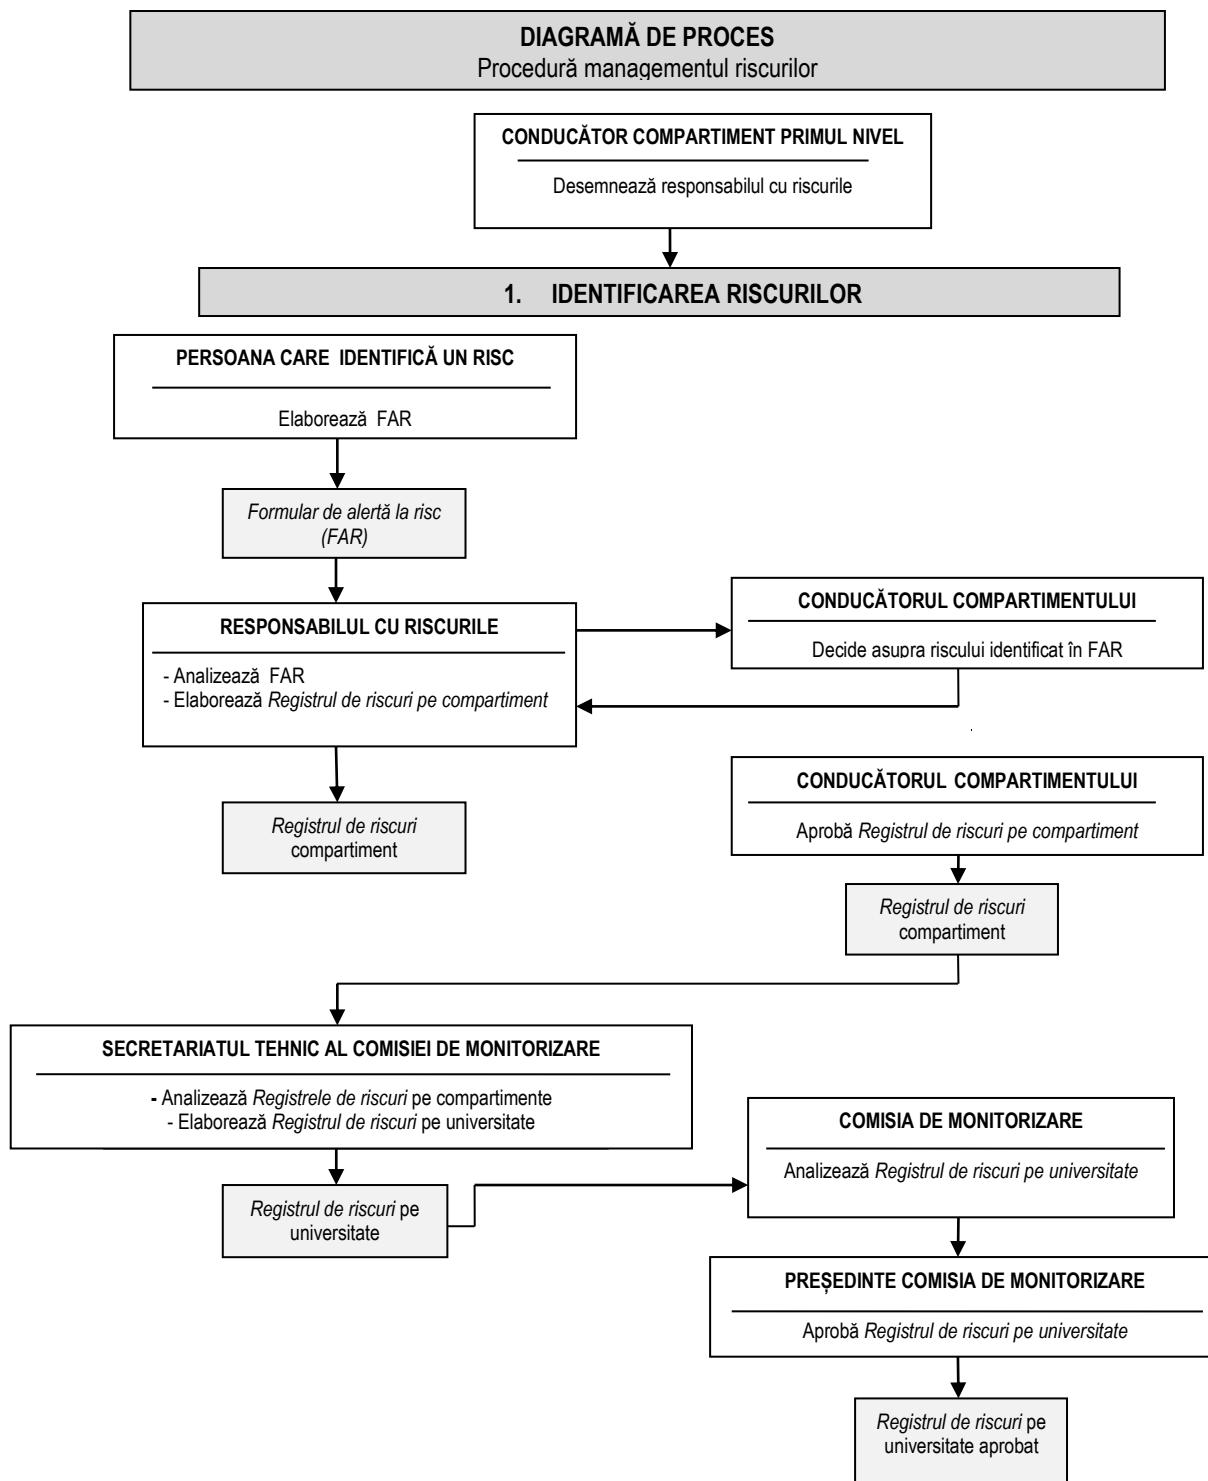 DIAGRAMĂ DE PROCES
Procedură managementul riscurilor
CONDUCĂTOR COMPARTIMENT PRIMUL NIVEL
Desemnează responsabilul cu riscurile
1. IDENTIFICAREA RISCURILOR
PERSOANA CARE IDENTIFICĂ UN RISC
Elaborează FAR
Formular de alertă la risc
(FAR)
RESPONSABILUL CU RISCURILE
- Analizează FAR
- Elaborează Registrul de riscuri pe compartiment
CONDUCĂTORUL COMPARTIMENTULUI
Decide asupra riscului identificat în FAR
Registrul de riscuri
compartiment
CONDUCĂTORUL COMPARTIMENTULUI
Aprobă Registrul de riscuri pe compartiment
Registrul de riscuri
compartiment
SECRETARIATUL TEHNIC AL COMISIEI DE MONITORIZARE
- Analizează Registrele de riscuri pe compartimente
- Elaborează Registrul de riscuri pe universitate
Registrul de riscuri pe
universitate
COMISIA DE MONITORIZARE
Analizează Registrul de riscuri pe universitate
PREȘEDINTE COMISIA DE MONITORIZARE
Aprobă Registrul de riscuri pe universitate
Registrul de riscuri pe
universitate aprobat